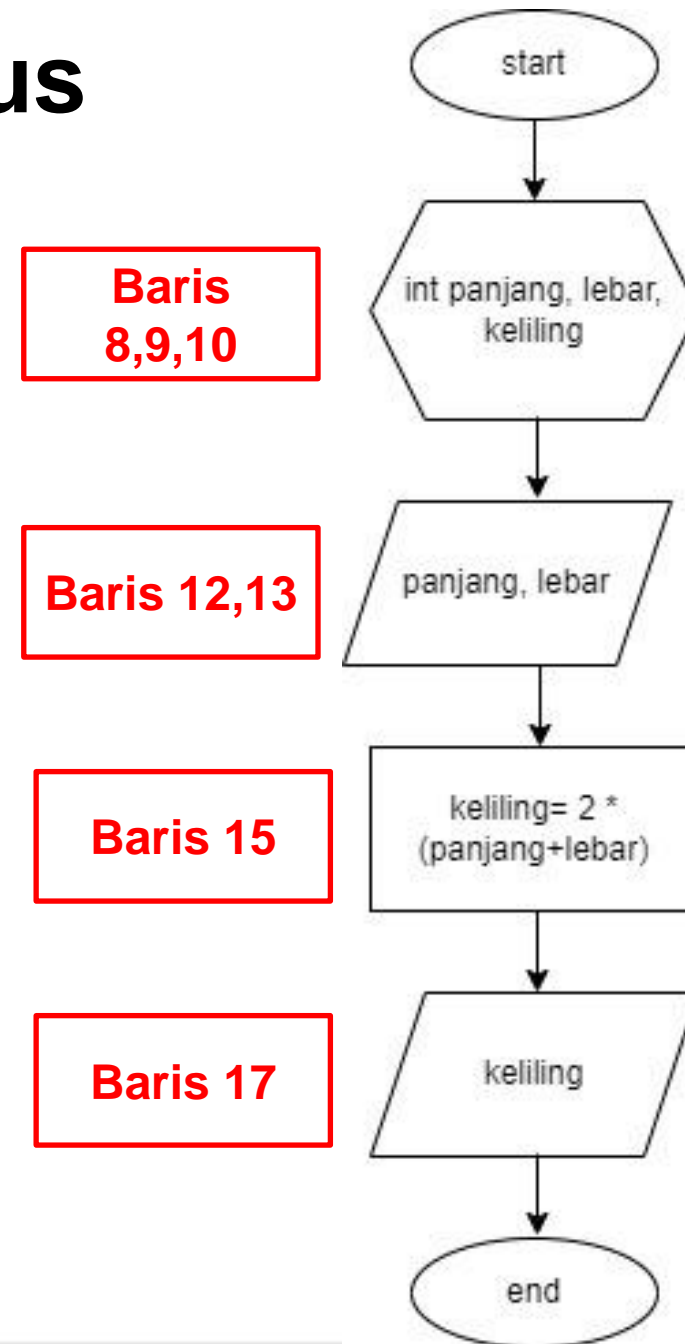 us
start
Baris
8,9,10
int panjang, lebar,
keliling
Baris 12,13
panjang, lebar
Baris 15
keliling= 2 *
(panjang+lebar)
Baris 17
keliling
end